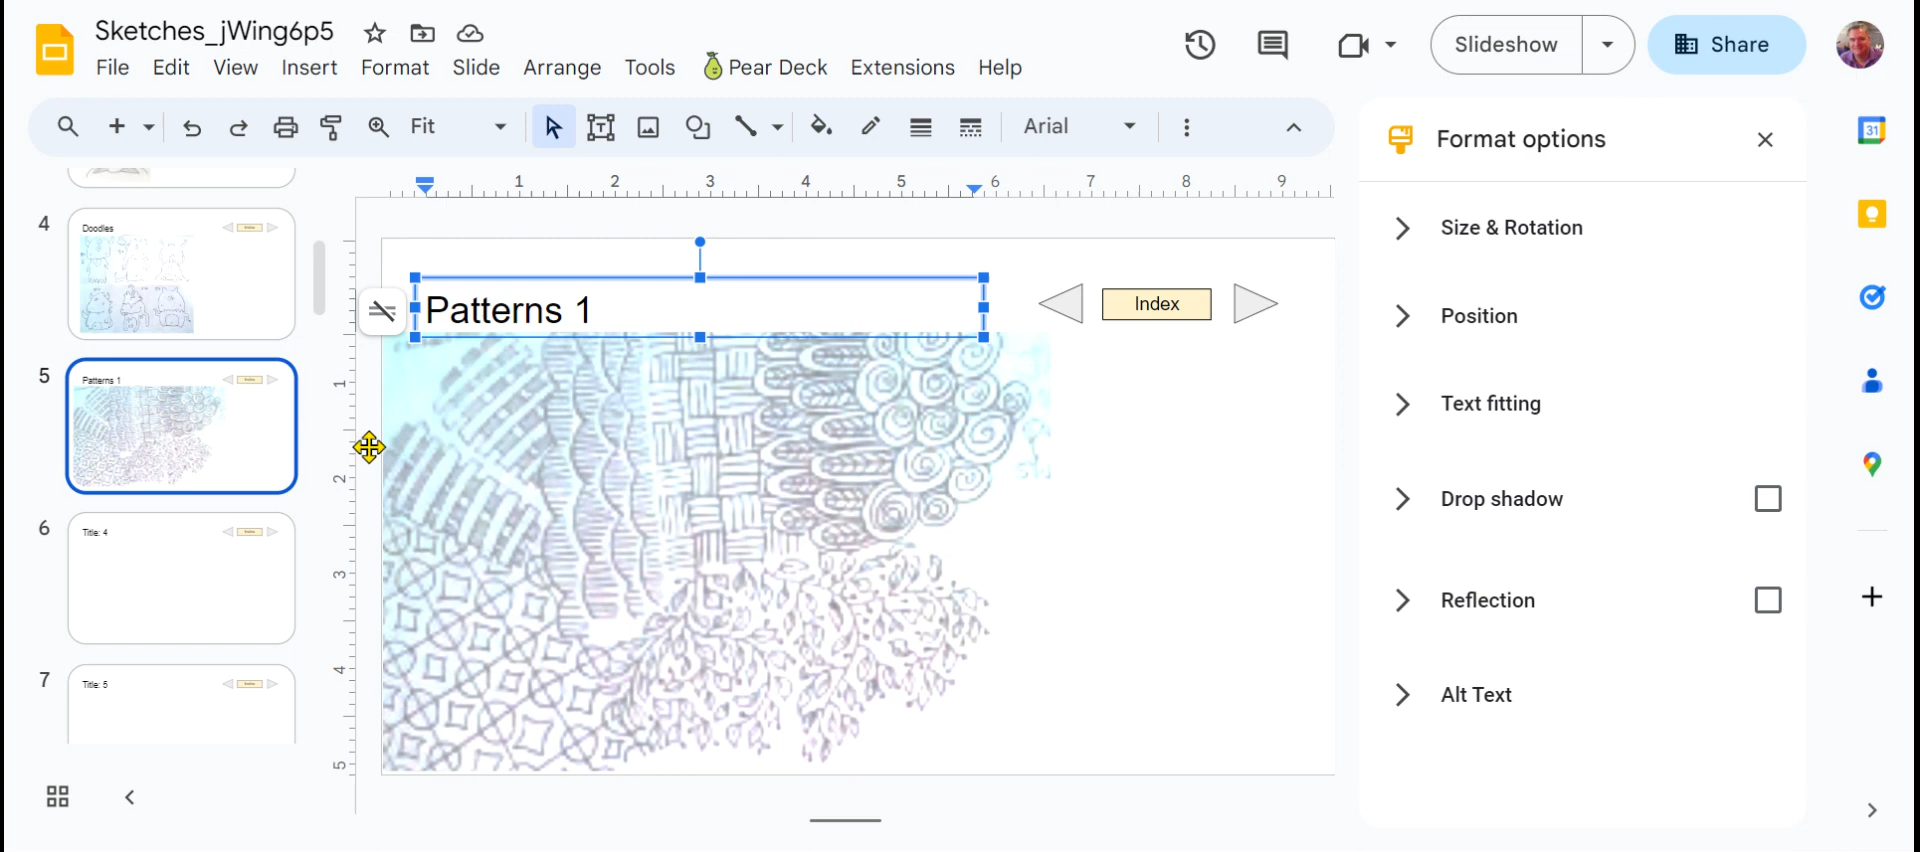 Sketches_jWing6p5
File Edit View Insert Format Slide Arrange Tools Pear Deck Extensions Help
Slideshow
Share
Fit
Arial
Format options
31
1 2 3 4 5 6 7 8 9
4
Doodles
Patterns 1
Index
5
Patterns 1
6
Title: 4
7
Title: 5
1
2
3
4
5
Size & Rotation
Position
Text fitting
Drop shadow
Reflection
Alt Text